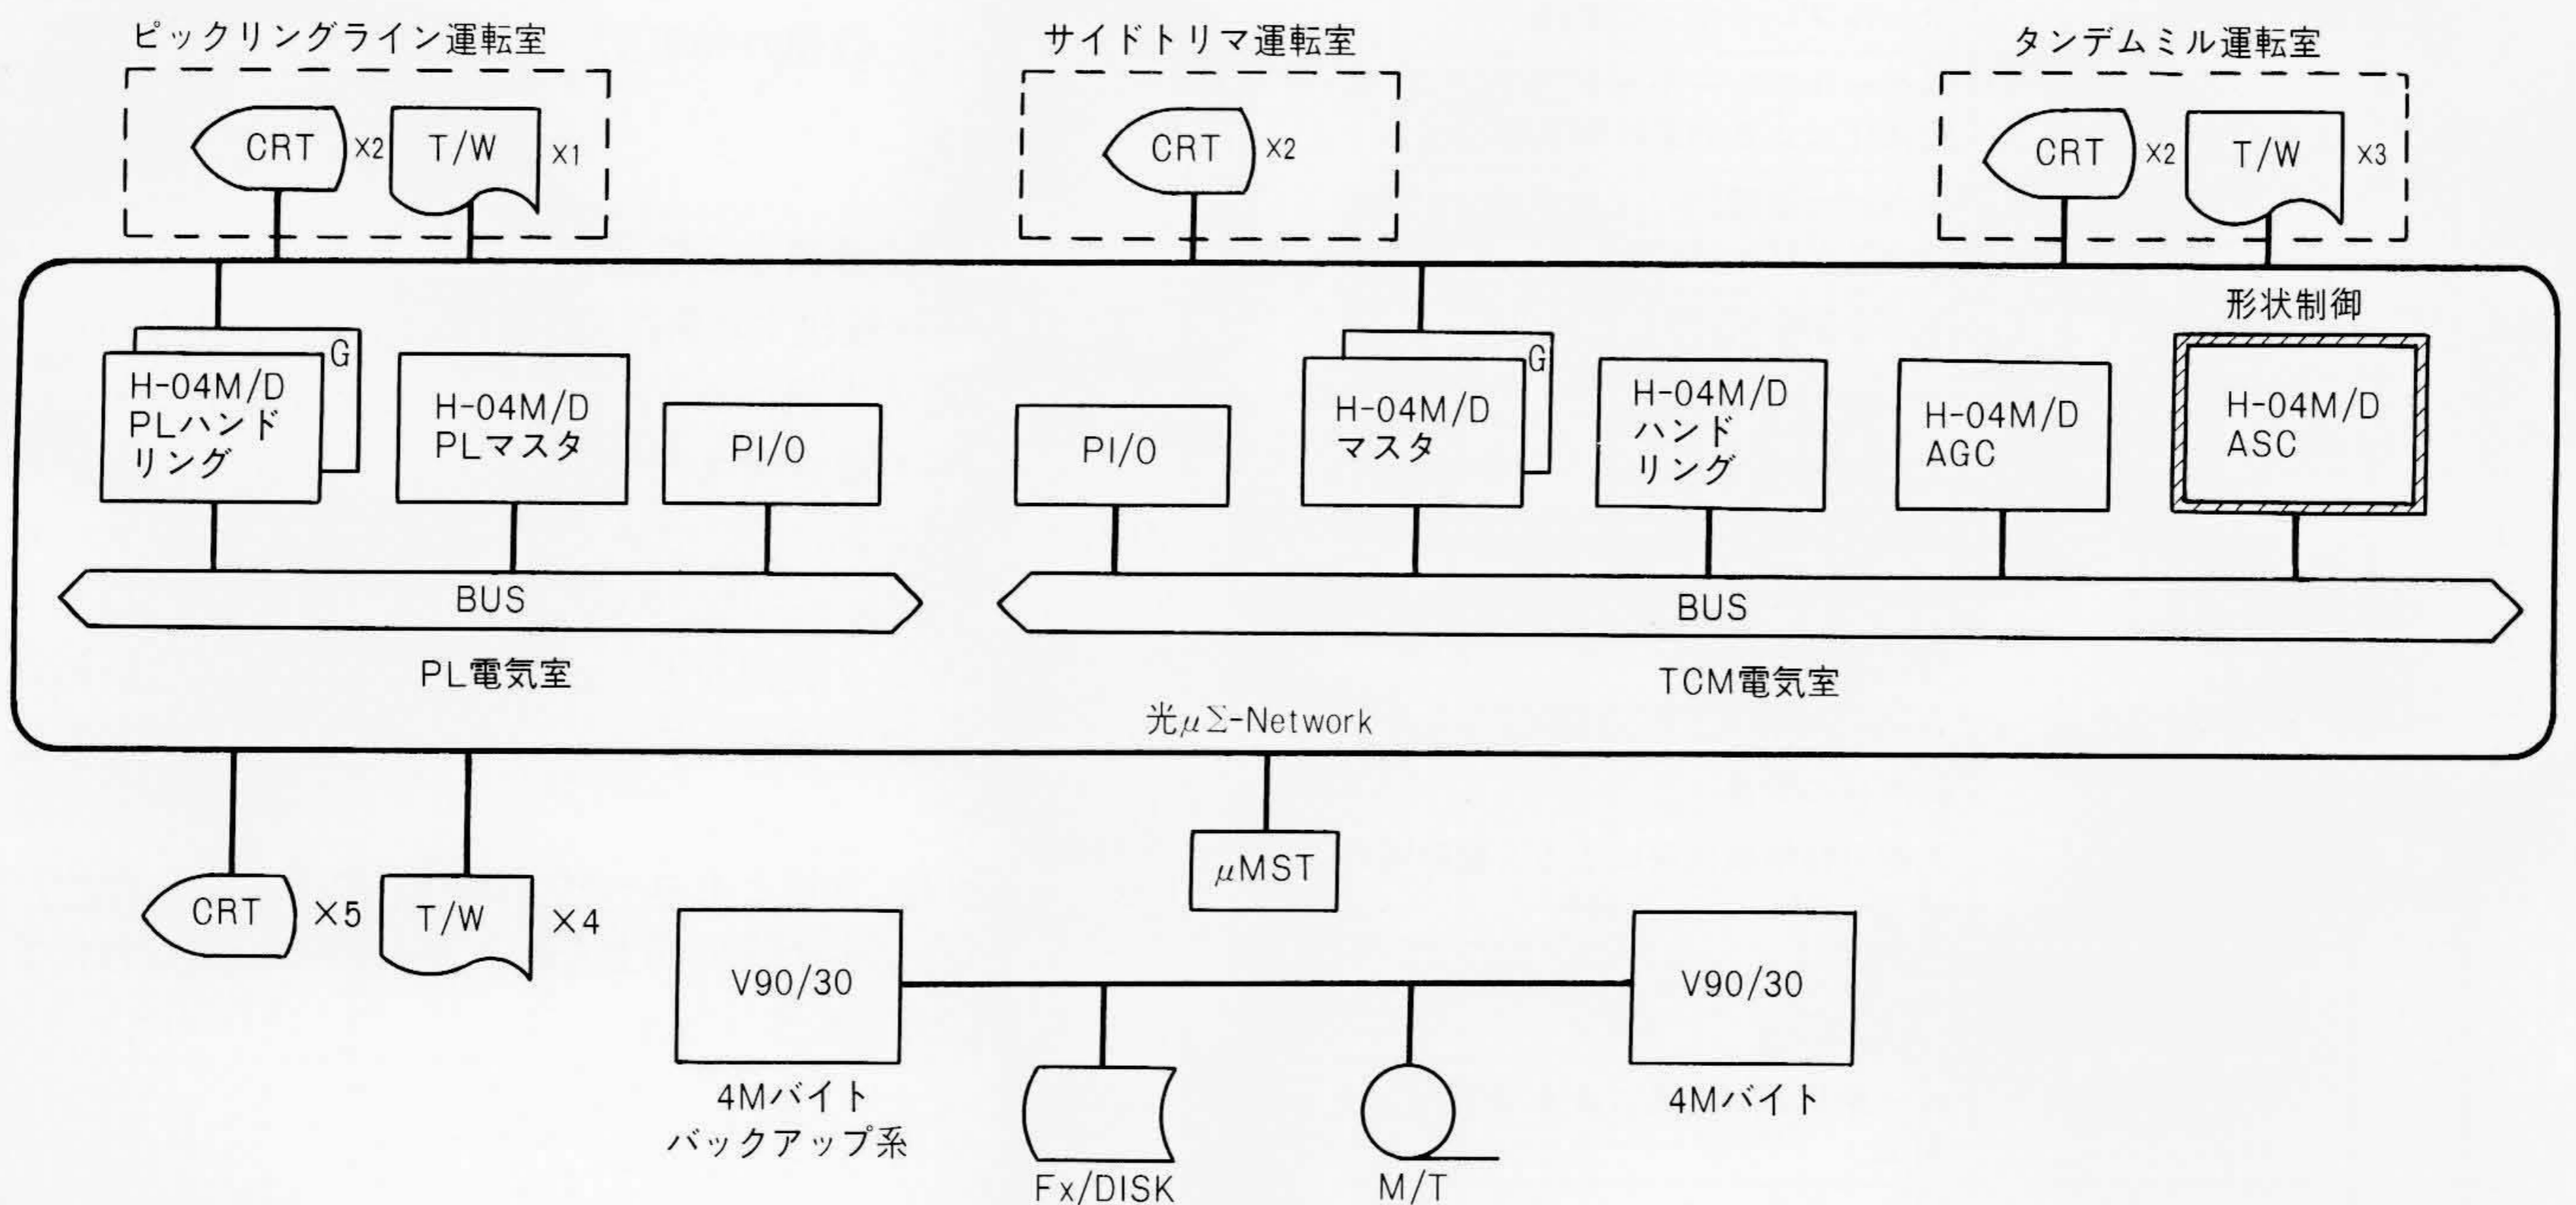 ピックリングライン運転室
サイドトリマ運転室
タンデムミル運転室
CRT ×2 T/W ×1
CRT ×2
CRT ×2 T/W ×3
形状制御
G
H-04M/D
PLハンド
リング
H-04M/D
PLマスタ
PI/O
PI/O
G
H-04M/D
マスタ
H-04M/D
ハンド
リング
H-04M/D
AGC
H-04M/D
ASC
BUS
BUS
PL電気室
TCM電気室
光μΣ-Network
μMST
CRT ×5 T/W ×4
V90/30
V90/30
4Mバイト
バックアップ系
4Mバイト
Fx/DISK
M/T